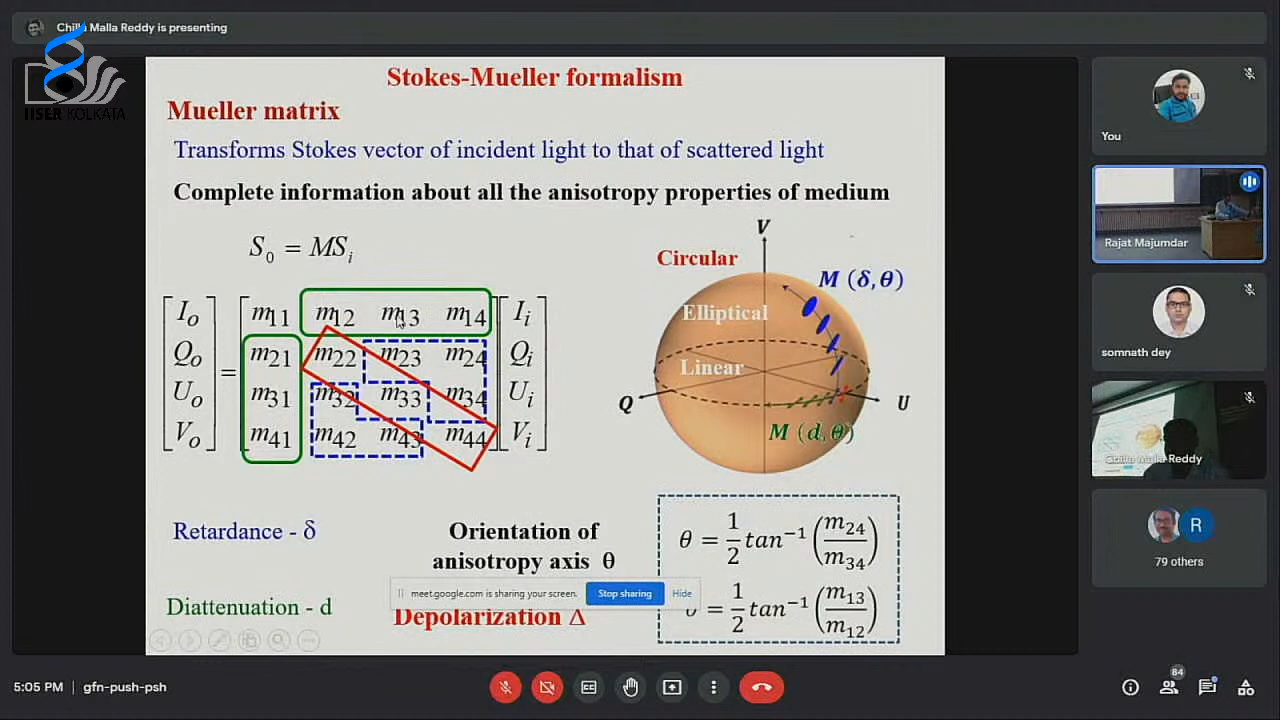 Chilla Malla Reddy is presenting
IISER KOLKATA
Stokes-Mueller formalism
Mueller matrix
Transforms Stokes vector of incident light to that of scattered light
Complete information about all the anisotropy properties of medium
S0 = MSi
Io m11 m12 m13 m14 Ii
Qo = m21 m22 m23 m24 Qi
Uo m31 m32 m33 m34 Ui
Vo m41 m42 m43 m44 Vi
V
Circular
M (δ,θ)
Elliptical
Linear
Q
U
M (d,θ)
Retardance - δ
Orientation of
anisotropy axis θ
θ = 1/2 tan−1 (m24/m34)
meet.google.com is sharing your screen.
Stop sharing
Hide
Diattenuation - d
Depolarization Δ
= 1/2 tan−1 (m13/m12)
You
Rajat Majumdar
somnath dey
Malla Reddy
R
79 others
5:05 PM | gfn-push-psh
84